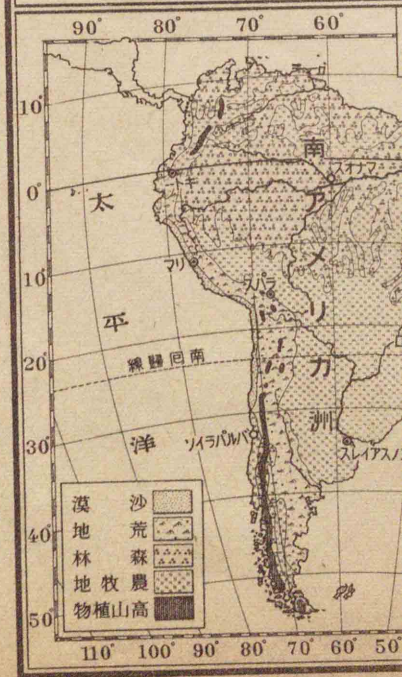 90° 80° 70° 60°
10°
0°
10°
20°
30°
40°
50°
110° 100° 90° 80° 70° 60° 50°
南アメリカ洲
太平洋
マナオス
キ
リマ
ラパス
南回歸線
バルパライソ
ノスアイレス
沙漠
荒地
森林
農牧地
高山植物